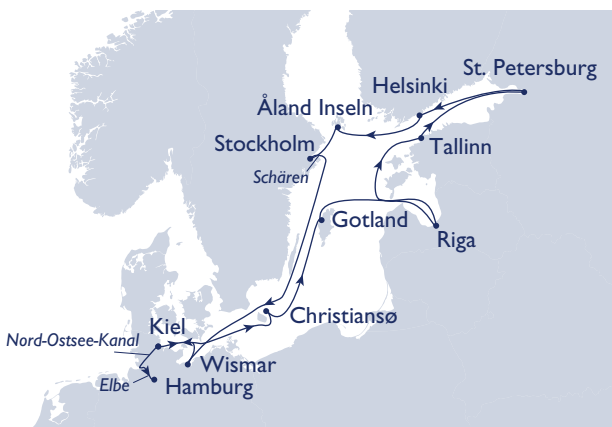 St. Petersburg
Helsinki
Åland Inseln
Stockholm
Tallinn
Schären
Gotland
Riga
Christiansø
Kiel
Nord-Ostsee-Kanal
Wismar
Elbe
Hamburg